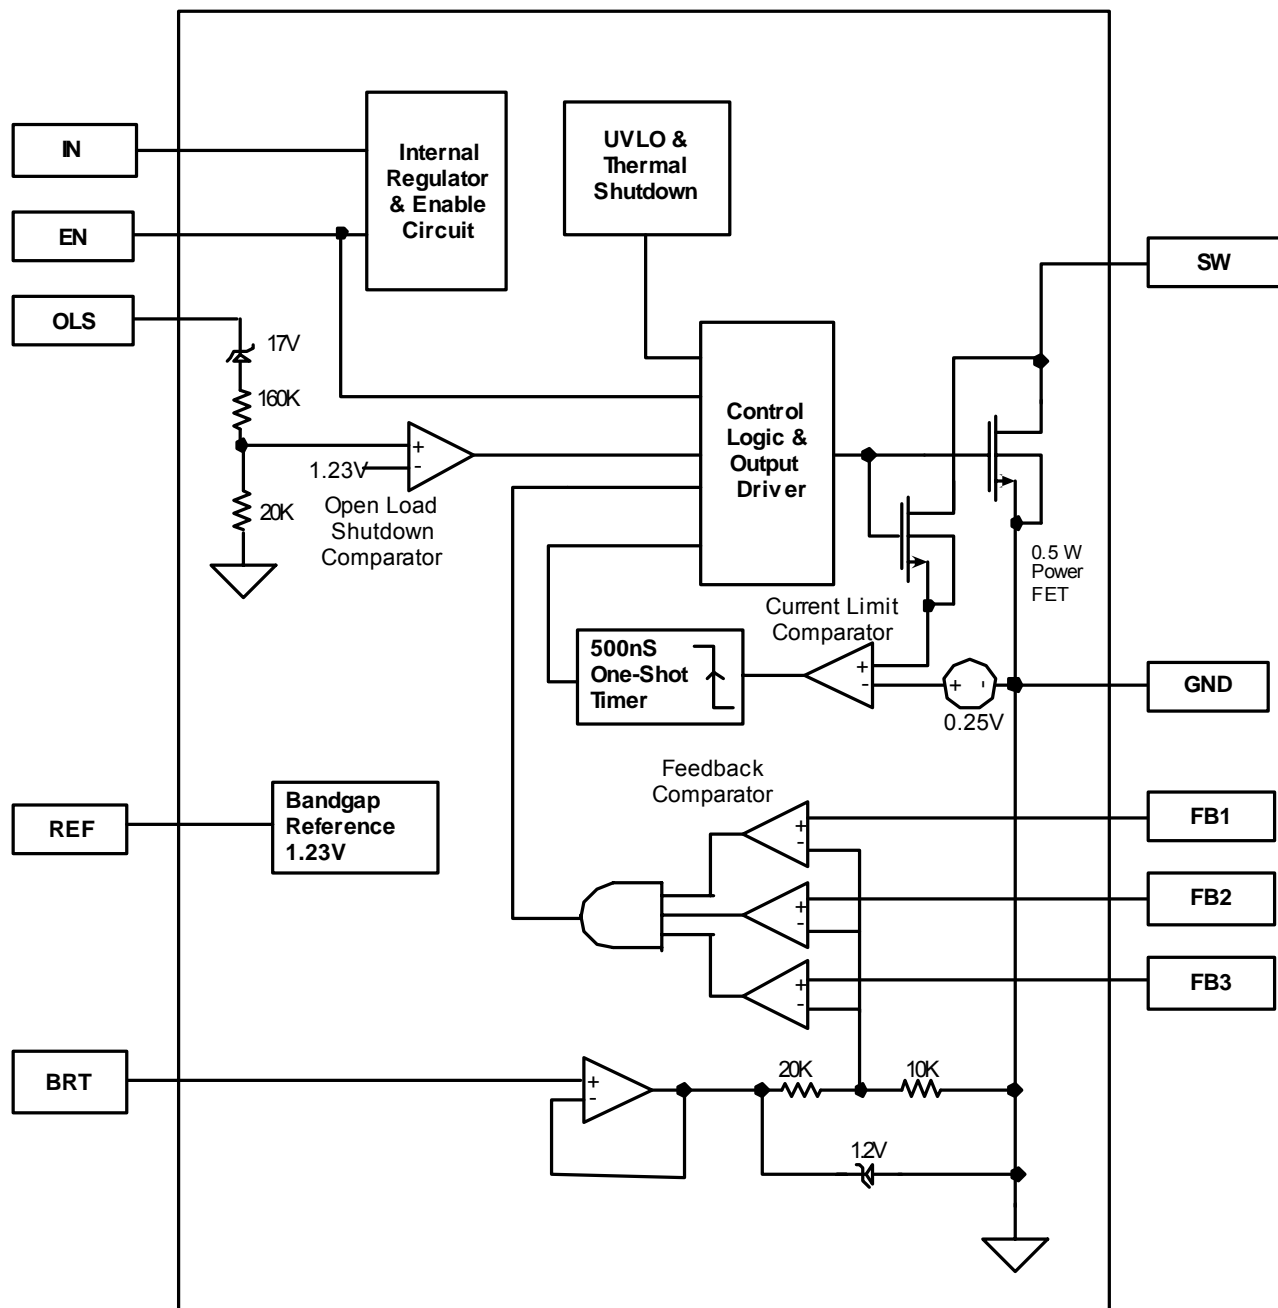 IN
EN
OLS
Internal
Regulator
& Enable
Circuit
UVLO &
Thermal
Shutdown
SW
17V
160K
20K
+
-
1.23V
Open Load
Shutdown
Comparator
Control
Logic &
Output
Driver
0.5 W
Power
FET
Current Limit
Comparator
500nS
One-Shot
Timer
+
-
+ -
0.25V
GND
REF
Bandgap
Reference
1.23V
Feedback
Comparator
+
-
FB1
+
-
FB2
+
-
FB3
BRT
+
-
20K
10K
1.2V